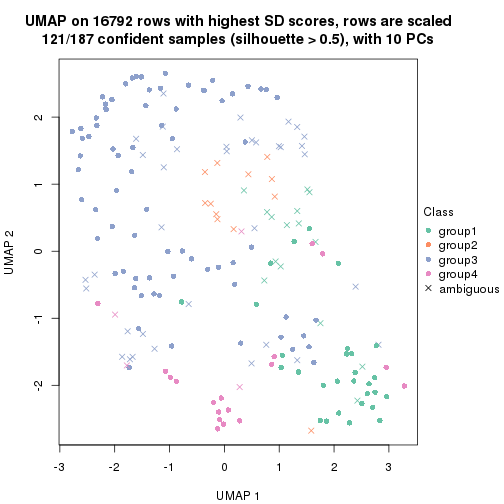 UMAP on 16792 rows with highest SD scores, rows are scaled
121/187 confident samples (silhouette > 0.5), with 10 PCs
2
1
0
-1
-2
UMAP 2
-3
-2
-1
0
1
2
3
UMAP 1
Class
group1
group2
group3
group4
ambiguous